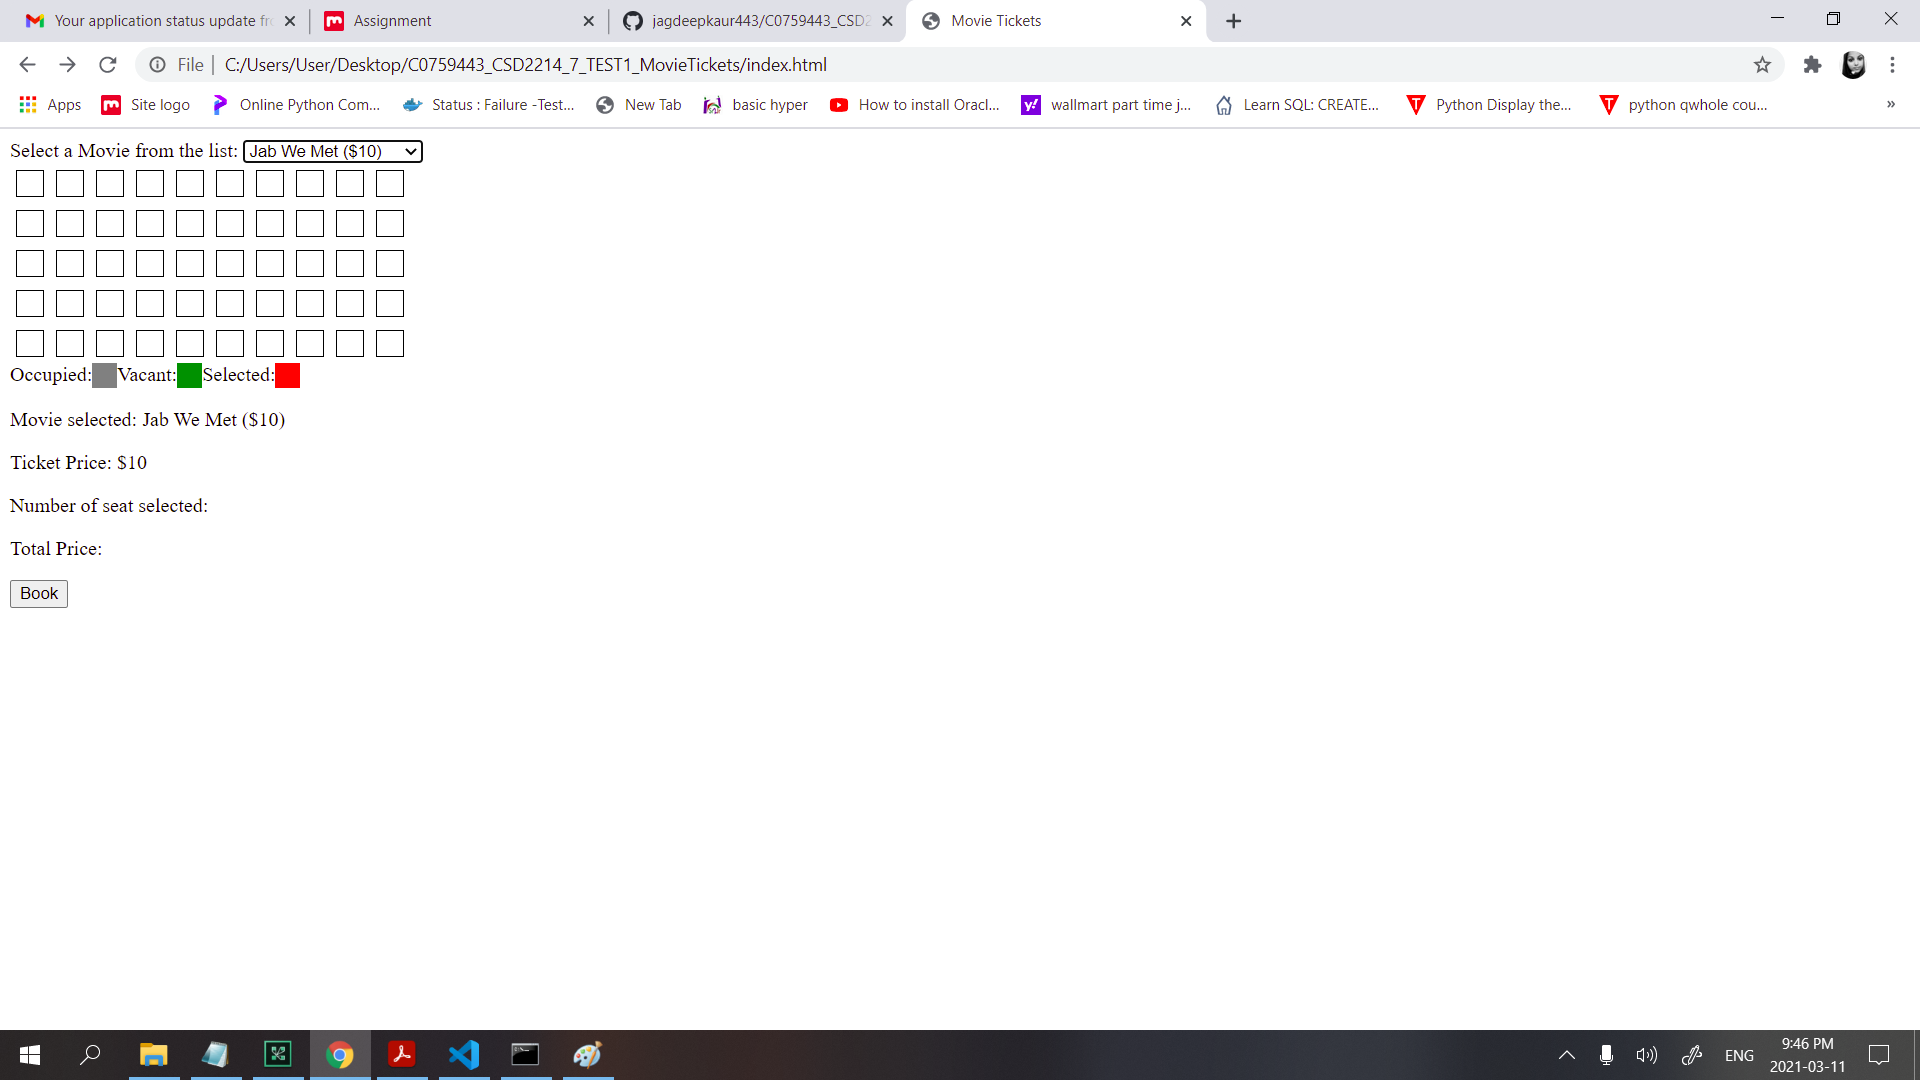 Your application status update fr
Assignment
jagdeepkaur443/C0759443_CSD2
Movie Tickets
File | C:/Users/User/Desktop/C0759443_CSD2214_7_TEST1_MovieTickets/index.html
Apps
Site logo
Online Python Com...
Status : Failure -Test...
New Tab
basic hyper
How to install Oracl...
wallmart part time j...
Learn SQL: CREATE...
Python Display the...
python qwhole cou...
»
Select a Movie from the list: Jab We Met ($10)
Occupied: Vacant: Selected:
Movie selected: Jab We Met ($10)
Ticket Price: $10
Number of seat selected:
Total Price:
Book
ENG
9:46 PM
2021-03-11